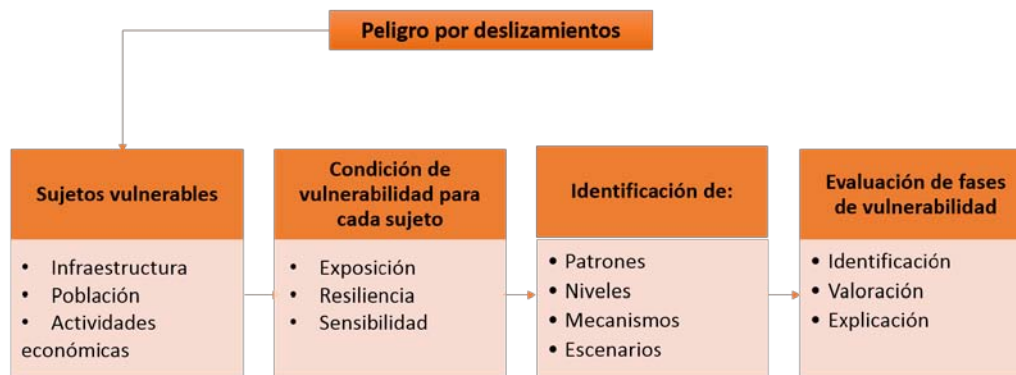 Peligro por deslizamientos
Sujetos vulnerables
• Infraestructura
• Población
• Actividades
económicas
Condición de
vulnerabilidad para
cada sujeto
• Exposición
• Resiliencia
• Sensibilidad
Identificación de:
• Patrones
• Niveles
• Mecanismos
• Escenarios
Evaluación de fases
de vulnerabilidad
• Identificación
• Valoración
• Explicación